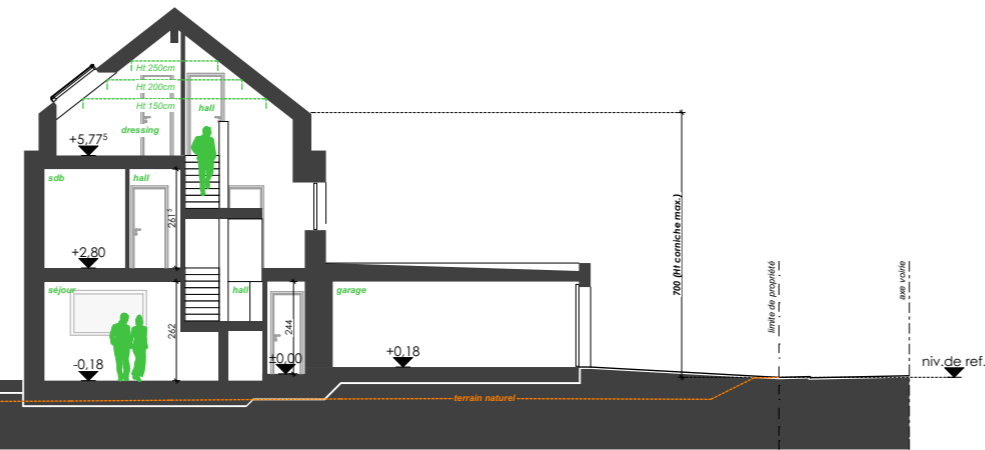 Ht 250cm
Ht 200cm
Ht 150cm
hall
dressing
+5,77⁵
sdb
hall
261⁵
+2,80
séjour
hall
garage
262
244
-0,18
±0,00
+0,18
700 (Ht corniche max.)
limite de propriété
axe voirie
niv.de ref.
terrain naturel